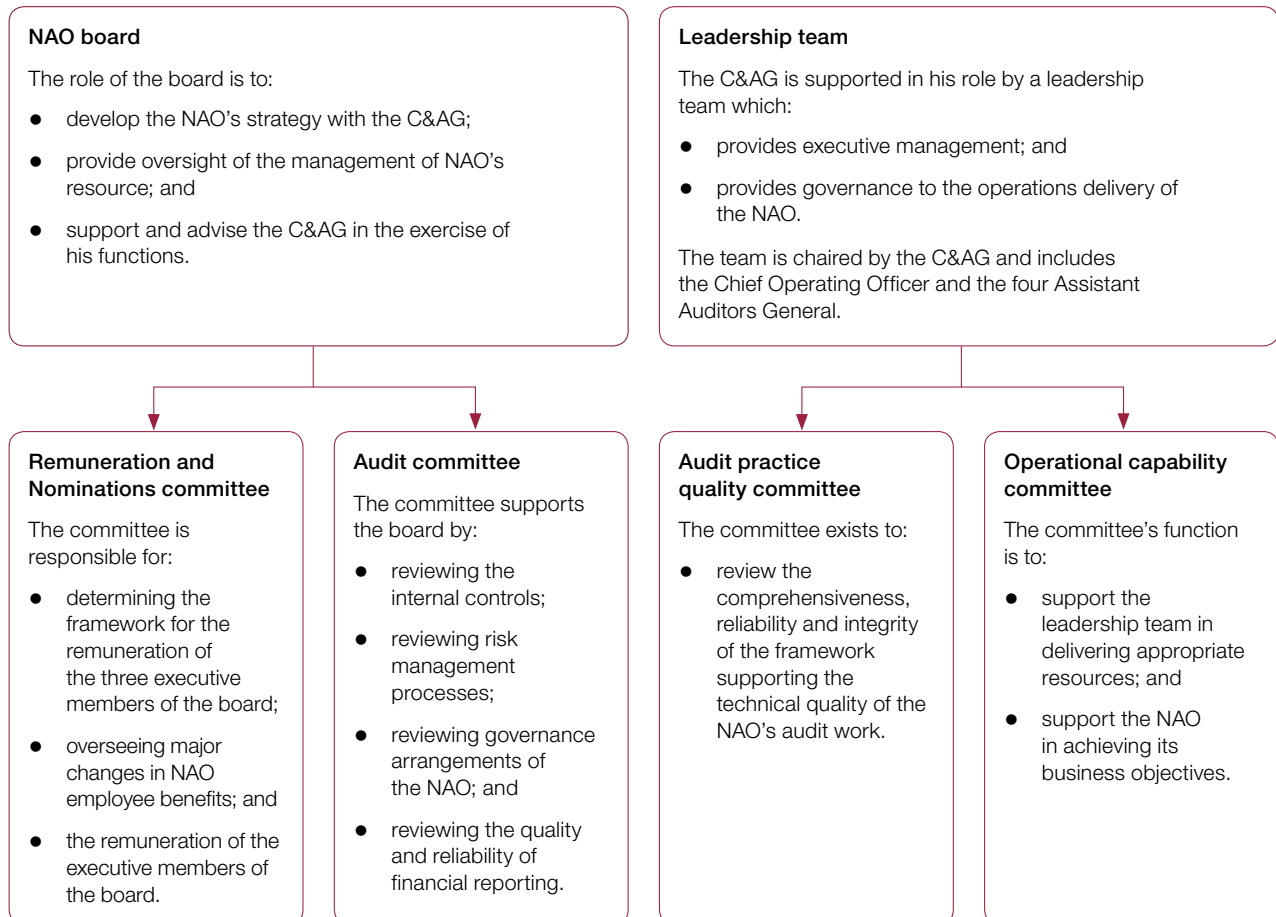 NAO board
The role of the board is to:
● develop the NAO’s strategy with the C&AG;
● provide oversight of the management of NAO’s
resource; and
● support and advise the C&AG in the exercise of
his functions.
Leadership team
The C&AG is supported in his role by a leadership
team which:
● provides executive management; and
● provides governance to the operations delivery of
the NAO.
The team is chaired by the C&AG and includes
the Chief Operating Officer and the four Assistant
Auditors General.
Remuneration and
Nominations committee
The committee is
responsible for:
● determining the
framework for the
remuneration of
the three executive
members of the board;
● overseeing major
changes in NAO
employee benefits; and
● the remuneration of the
executive members of
the board.
Audit committee
The committee supports
the board by:
● reviewing the
internal controls;
● reviewing risk
management
processes;
● reviewing governance
arrangements of
the NAO; and
● reviewing the quality
and reliability of
financial reporting.
Audit practice
quality committee
The committee exists to:
● review the
comprehensiveness,
reliability and integrity
of the framework
supporting the
technical quality of the
NAO’s audit work.
Operational capability
committee
The committee’s function
is to:
● support the
leadership team in
delivering appropriate
resources; and
● support the NAO
in achieving its
business objectives.